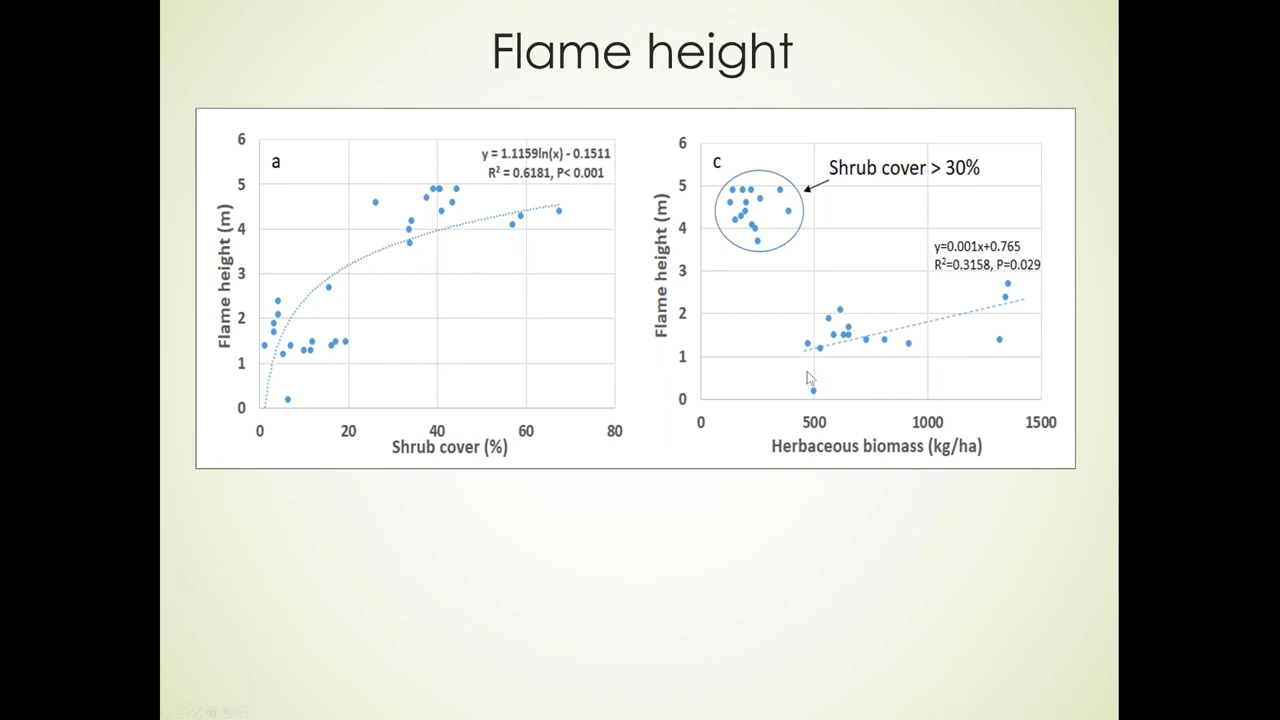 Flame height
6
5
4
3
2
1
0
a
y = 1.1159ln(x) - 0.1511
R² = 0.6181, P< 0.001
Flame height (m)
0 20 40 60 80
Shrub cover (%)
6
5
4
3
2
1
0
c
Shrub cover > 30%
y=0.001x+0.765
R²=0.3158, P=0.029
Flame height (m)
0 500 1000 1500
Herbaceous biomass (kg/ha)